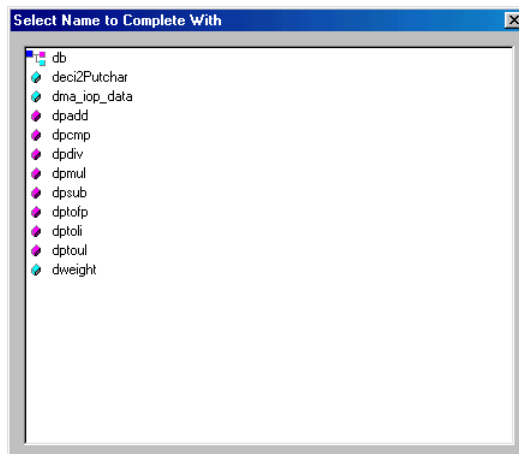 Select Name to Complete With
db
deci2Putchar
dma_iop_data
dpadd
dpcmp
dpdiv
dpmul
dpsub
dptofp
dptoli
dptoul
dweight